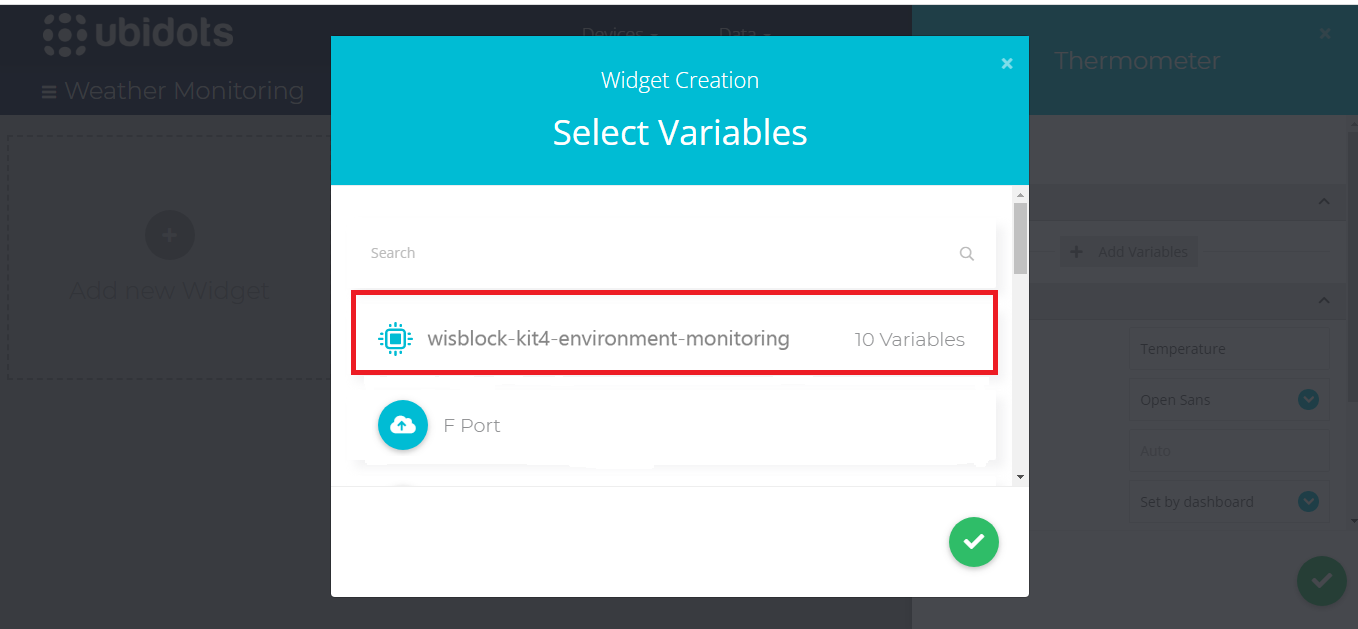 ubidots
Devices
Data
Weather Monitoring
Add new Widget
Widget Creation
Select Variables
Search
wisblock-kit4-environment-monitoring
10 Variables
F Port
Thermometer
Add Variables
Temperature
Open Sans
Auto
Set by dashboard